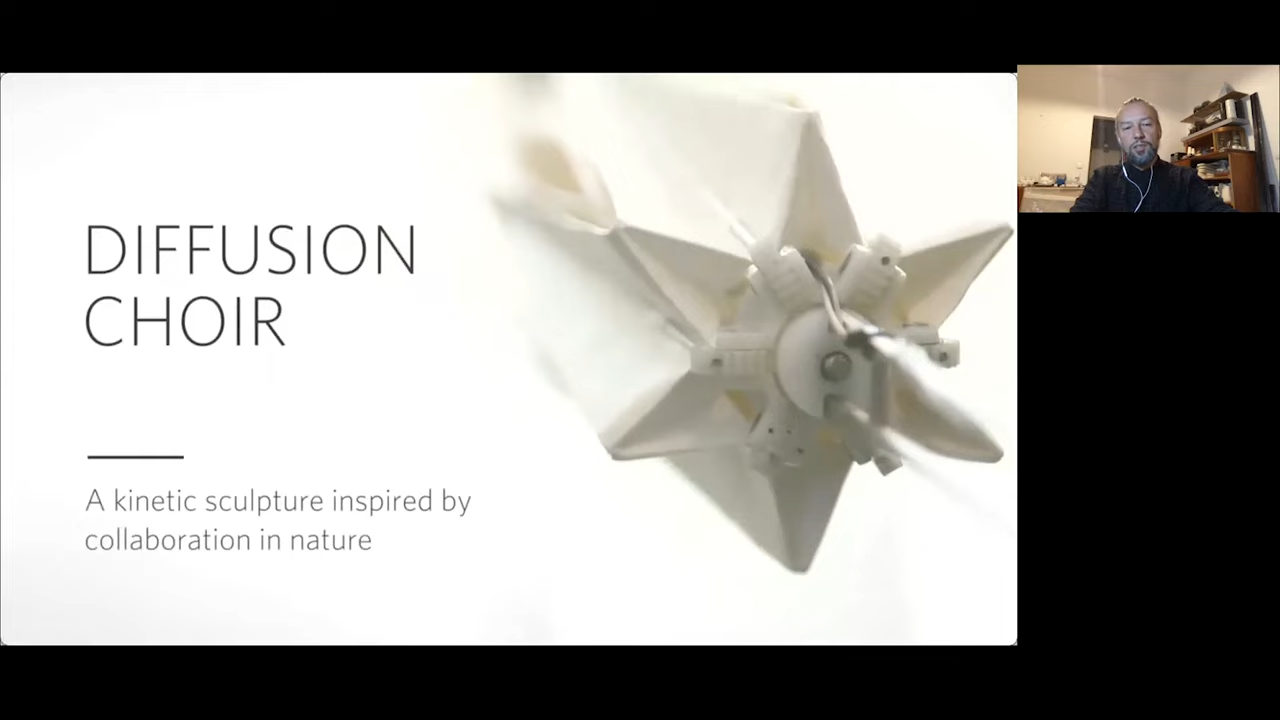 DIFFUSION
CHOIR
A kinetic sculpture inspired by
collaboration in nature